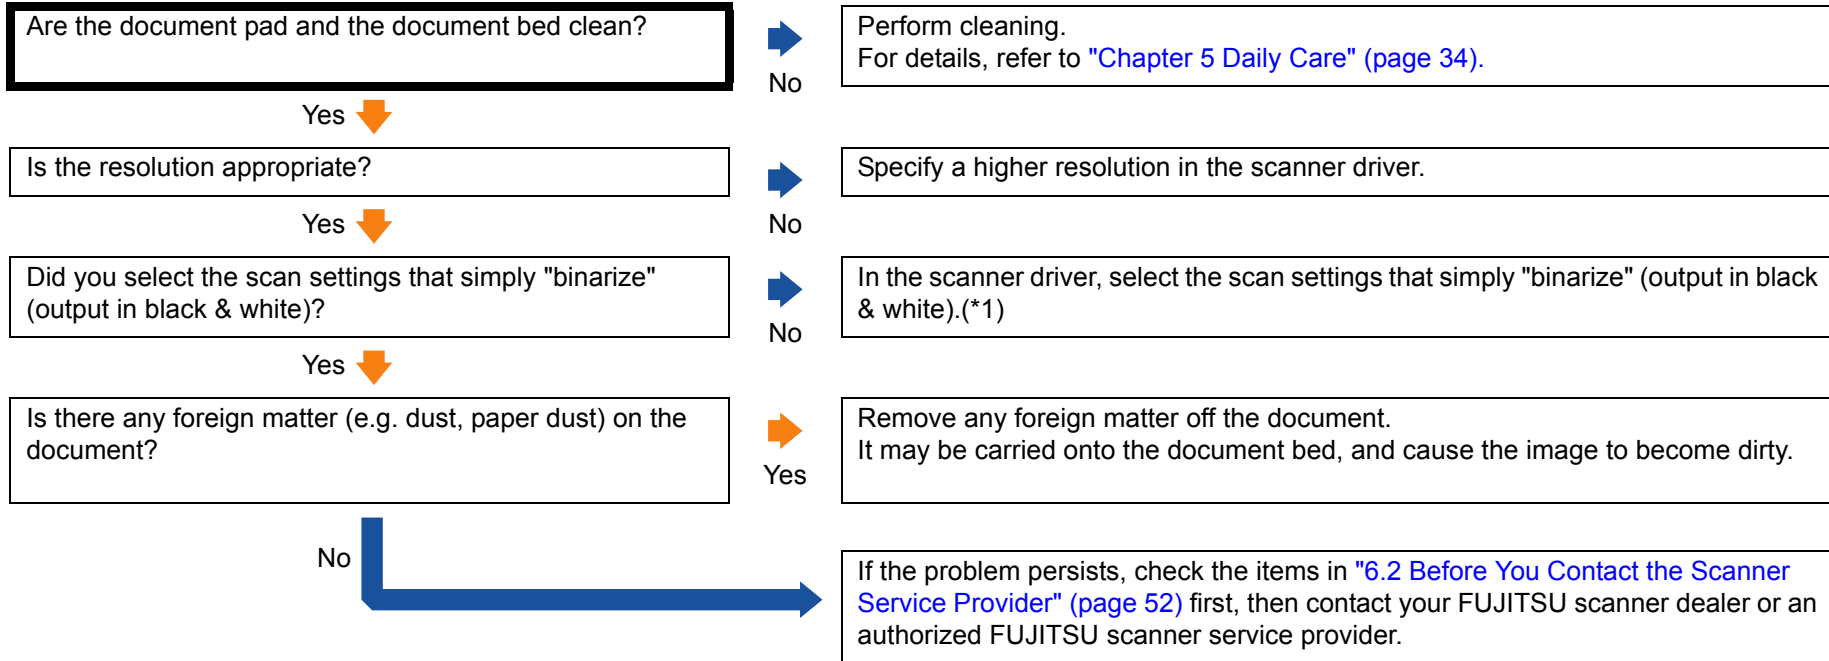 Are the document pad and the document bed clean?
No
Perform cleaning.
For details, refer to "Chapter 5 Daily Care" (page 34).
Yes
Is the resolution appropriate?
No
Specify a higher resolution in the scanner driver.
Yes
Did you select the scan settings that simply "binarize"
(output in black & white)?
No
In the scanner driver, select the scan settings that simply "binarize" (output in black
& white).(*1)
Yes
Is there any foreign matter (e.g. dust, paper dust) on the
document?
Yes
Remove any foreign matter off the document.
It may be carried onto the document bed, and cause the image to become dirty.
No
If the problem persists, check the items in "6.2 Before You Contact the Scanner
Service Provider" (page 52) first, then contact your FUJITSU scanner dealer or an
authorized FUJITSU scanner service provider.